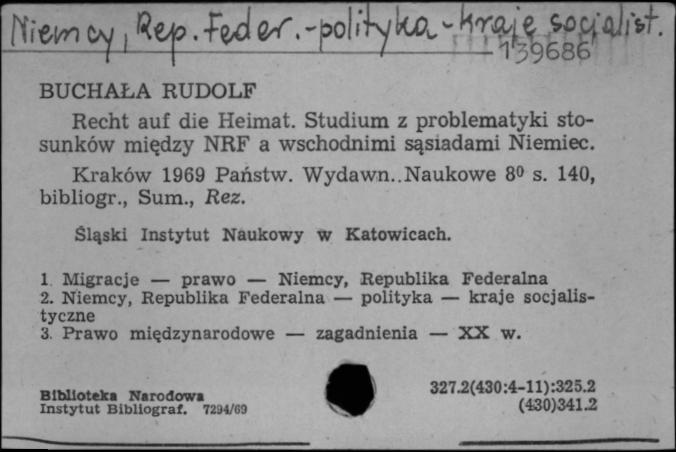 Niemcy, Rep. Feder. - polityka - kraje socjalist.
139686
BUCHAŁA RUDOLF
Recht auf die Heimat. Studium z problematyki sto-
sunków między NRF a wschodnimi sąsiadami Niemiec.
Kraków 1969 Państw. Wydawn. Naukowe 8⁰ s. 140,
bibliogr., Sum., Rez.
Śląski Instytut Naukowy w Katowicach.
1. Migracje — prawo — Niemcy, Republika Federalna
2. Niemcy, Republika Federalna — polityka — kraje socjalis-
tyczne
3. Prawo międzynarodowe — zagadnienia — XX w.
Biblioteka Narodowa
Instytut Bibliograf. 7294/69
327.2(430:4-11):325.2
(430)341.2